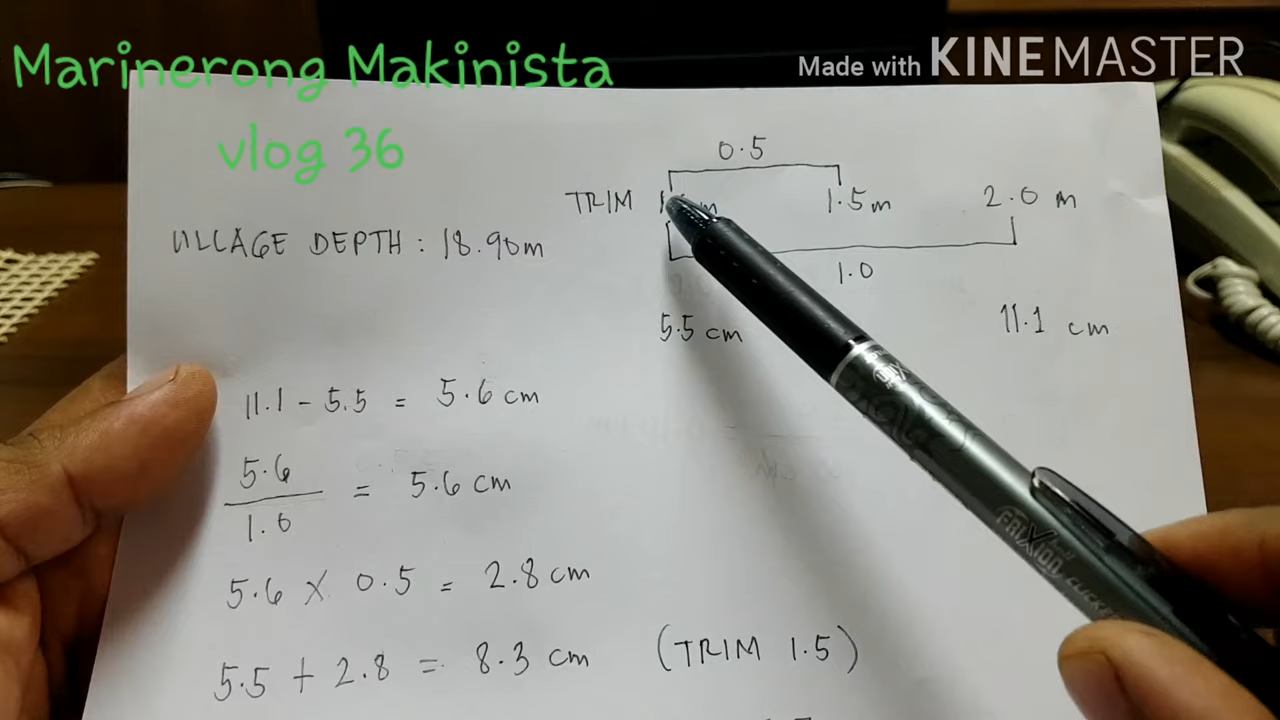 Marinerong Makinista
vlog 36
Made with KINEMASTER
0.5
TRIM 1.5m 2.0 m
ULLAGE DEPTH : 18.90m
1.0
5.5 cm 11.1 cm
11.1 - 5.5 = 5.6 cm
5.6
1.0
= 5.6 cm
5.6 X 0.5 = 2.8 cm
5.5 + 2.8 = 8.3 cm (TRIM 1.5)
FRIXION
CLICKER